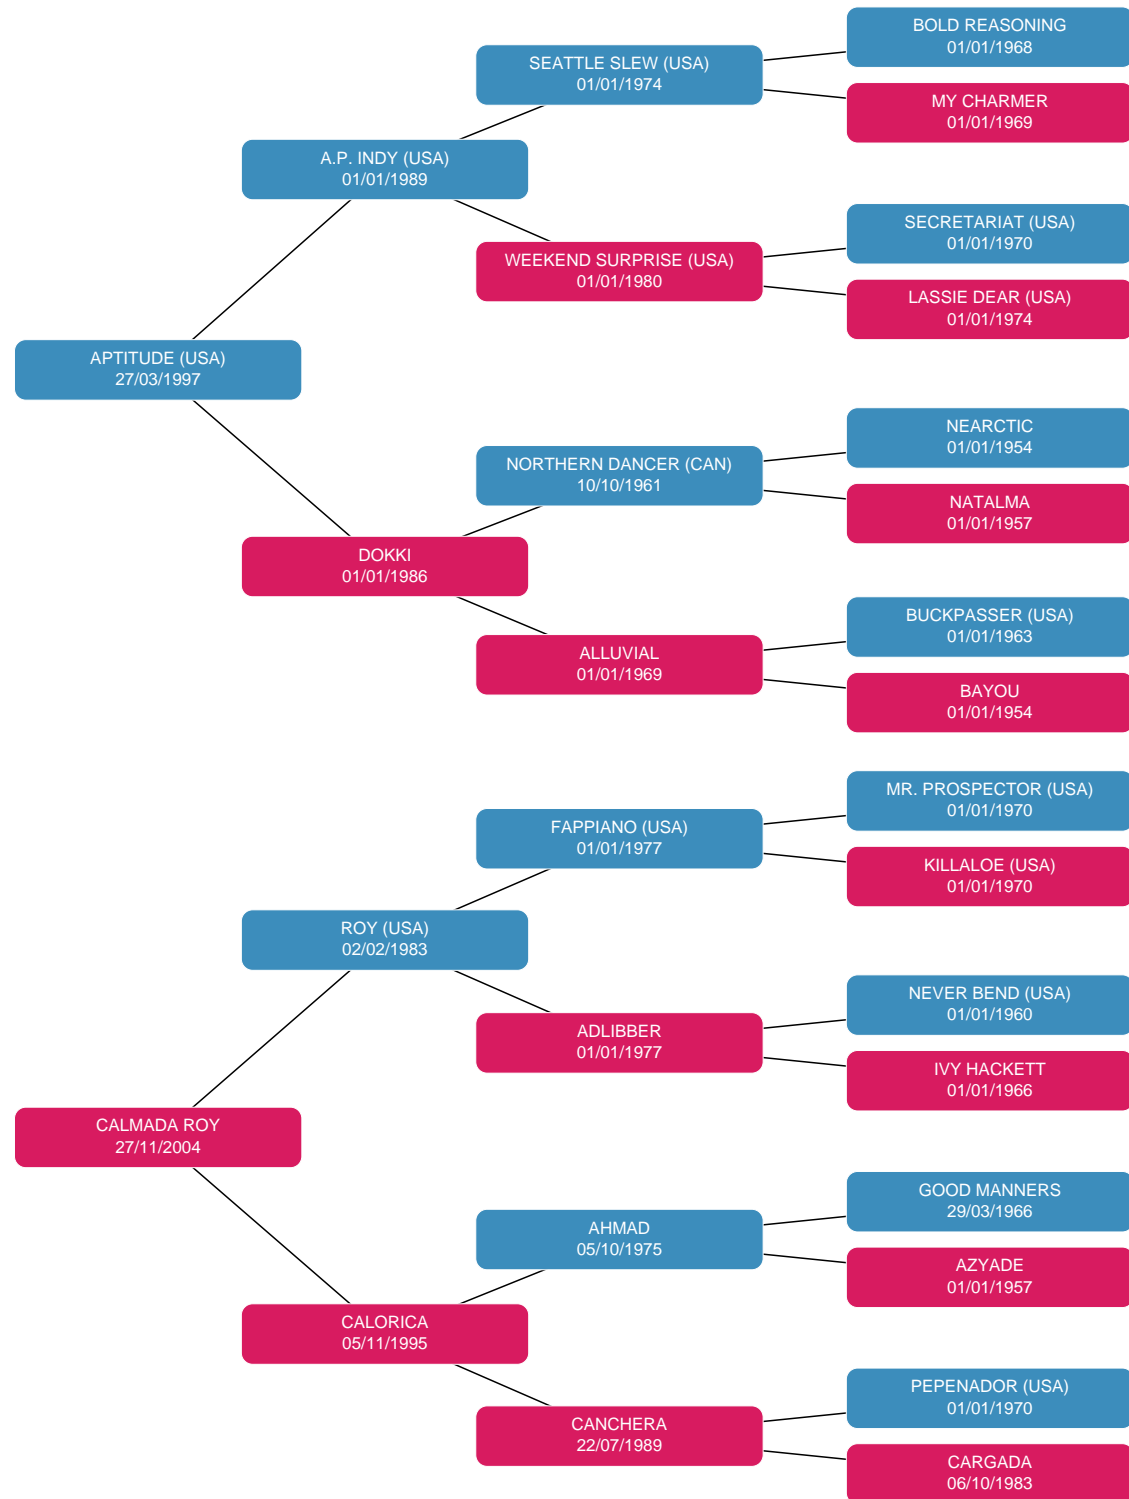 BOLD REASONING
01/01/1968
SEATTLE SLEW (USA)
01/01/1974
MY CHARMER
01/01/1969
A.P. INDY (USA)
01/01/1989
SECRETARIAT (USA)
01/01/1970
WEEKEND SURPRISE (USA)
01/01/1980
LASSIE DEAR (USA)
01/01/1974
APTITUDE (USA)
27/03/1997
NEARCTIC
01/01/1954
NORTHERN DANCER (CAN)
10/10/1961
NATALMA
01/01/1957
DOKKI
01/01/1986
BUCKPASSER (USA)
01/01/1963
ALLUVIAL
01/01/1969
BAYOU
01/01/1954
MR. PROSPECTOR (USA)
01/01/1970
FAPPIANO (USA)
01/01/1977
KILLALOE (USA)
01/01/1970
ROY (USA)
02/02/1983
NEVER BEND (USA)
01/01/1960
ADLIBBER
01/01/1977
IVY HACKETT
01/01/1966
CALMADA ROY
27/11/2004
GOOD MANNERS
29/03/1966
AHMAD
05/10/1975
AZYADE
01/01/1957
CALORICA
05/11/1995
PEPENADOR (USA)
01/01/1970
CANCHERA
22/07/1989
CARGADA
06/10/1983